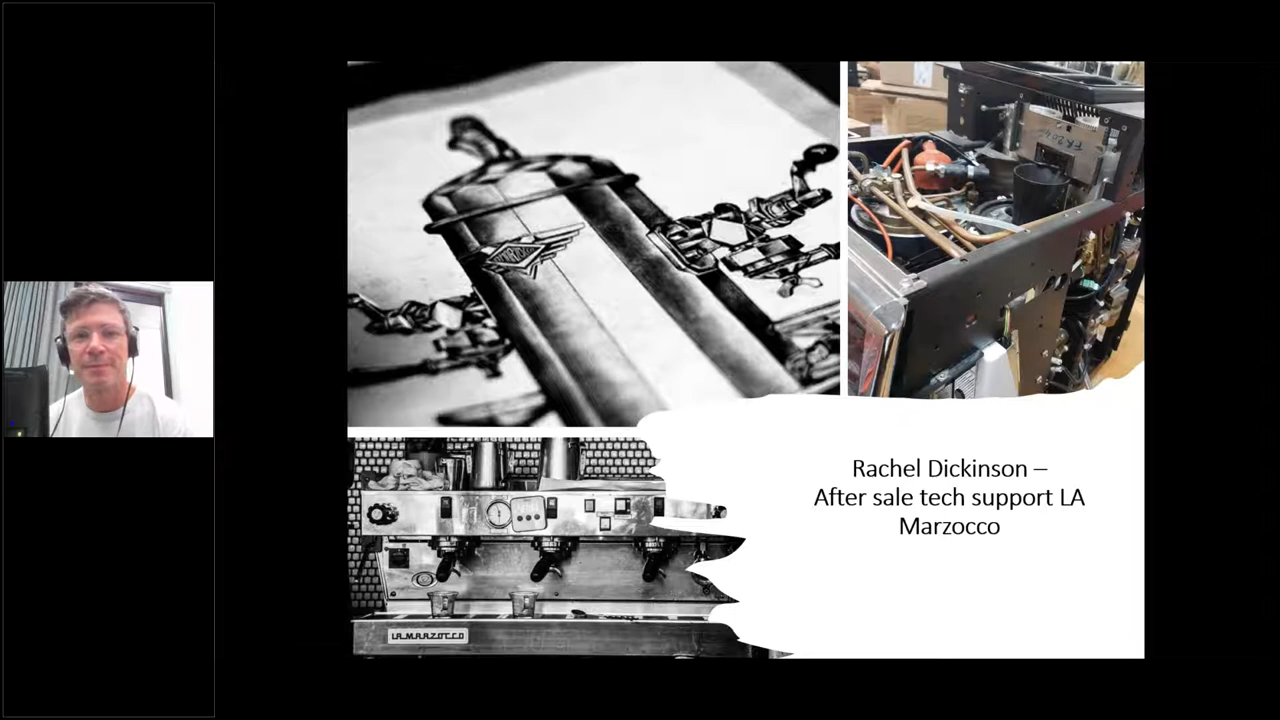 Rachel Dickinson –
After sale tech support LA
Marzocco
LA MARZOCCO